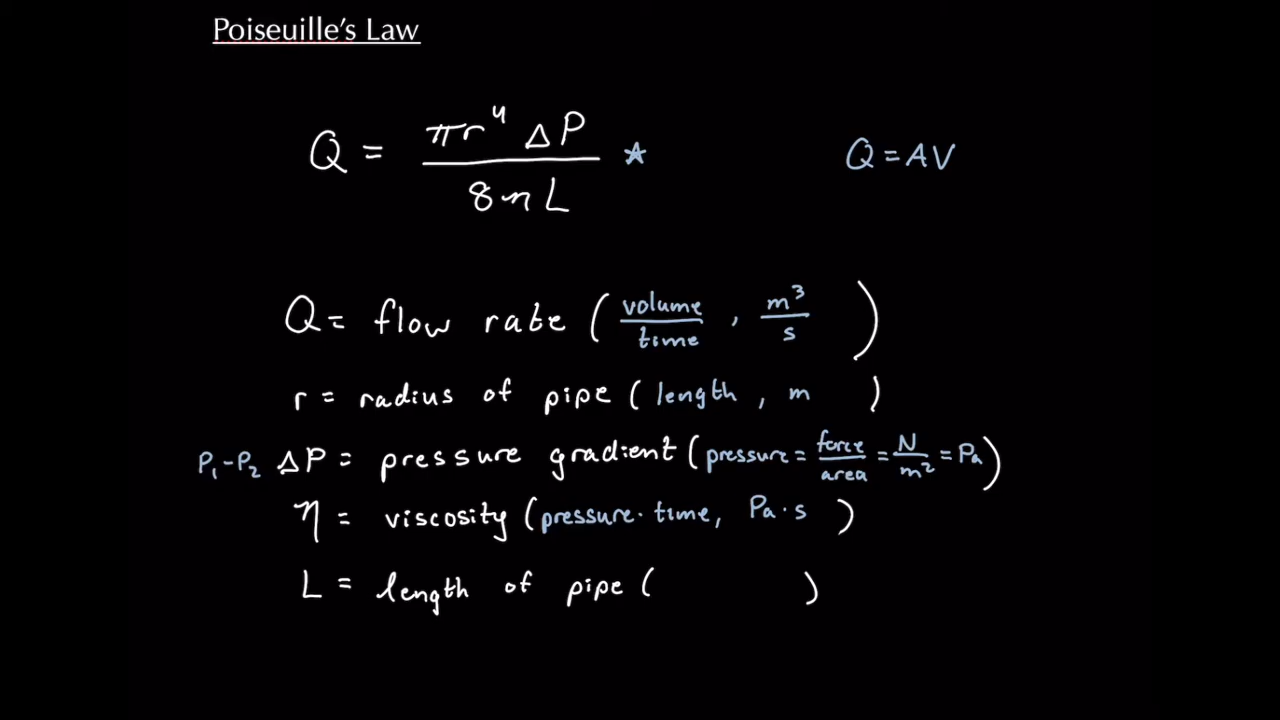 Poiseuille's Law
Q = πr⁴ ΔP / 8ηL ★ Q = AV
Q = flow rate ( volume/time , m³/s )
r = radius of pipe ( length , m )
P₁-P₂ ΔP = pressure gradient ( pressure = force/area = N/m² = Pa )
η = viscosity ( pressure · time, Pa · s )
L = length of pipe ( )